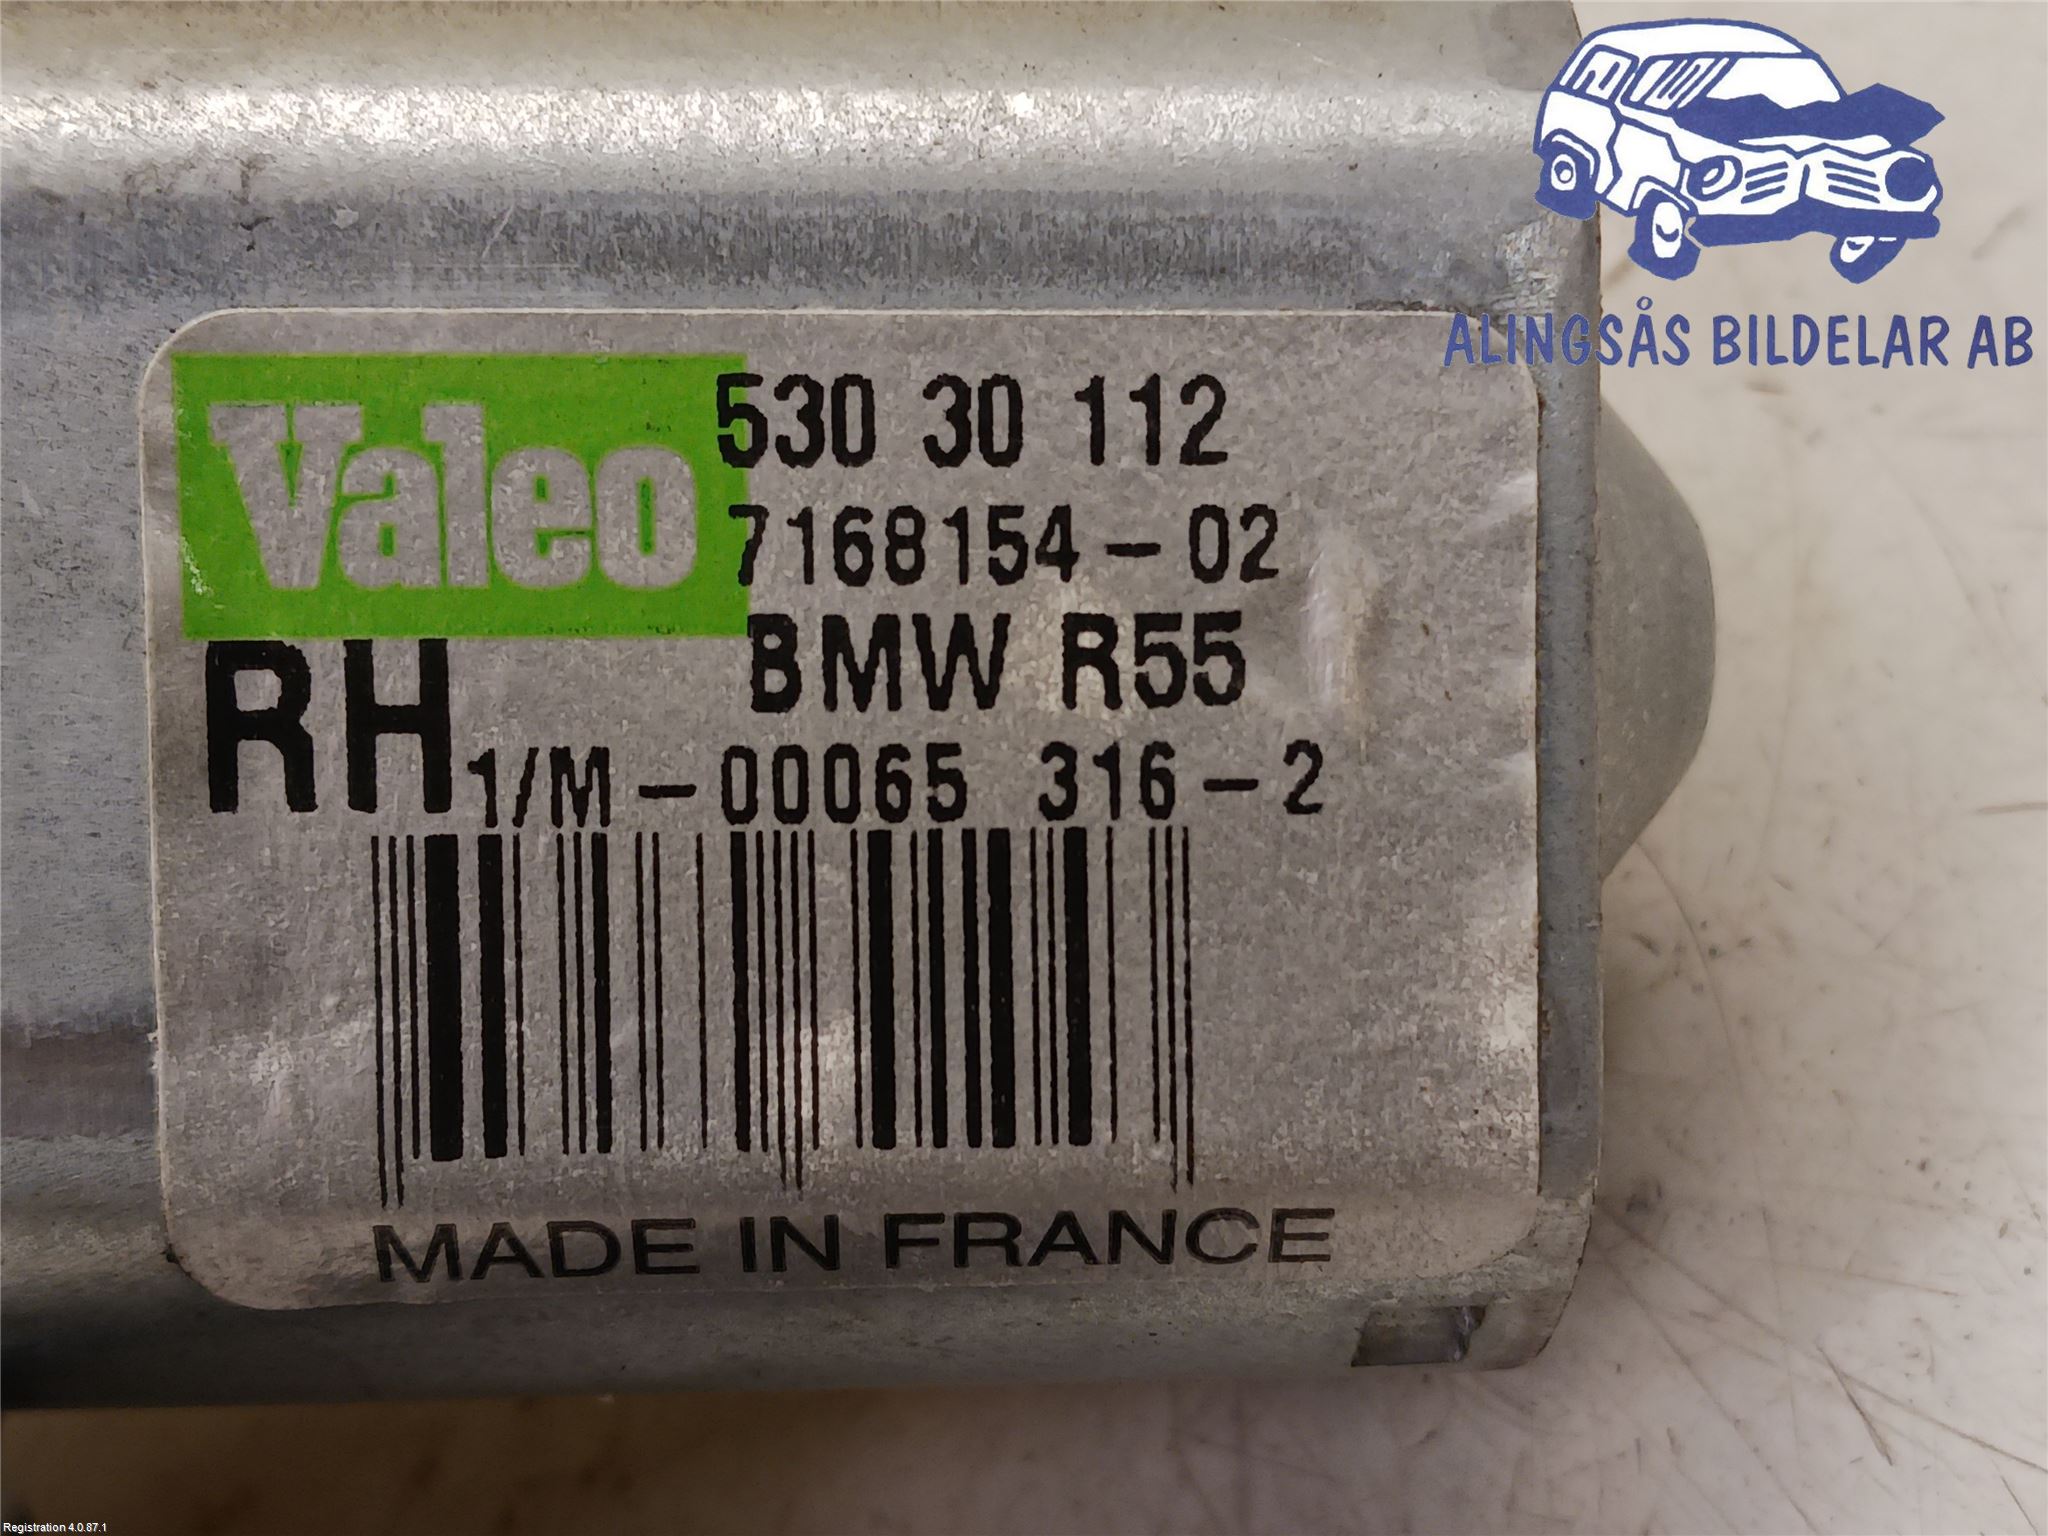 ALINGSÅS BILDELAR AB
Valeo
530 30 112
7168154-02
BMW R55
RH
1/M-00065 316-2
MADE IN FRANCE
Registration 4.0.87.1